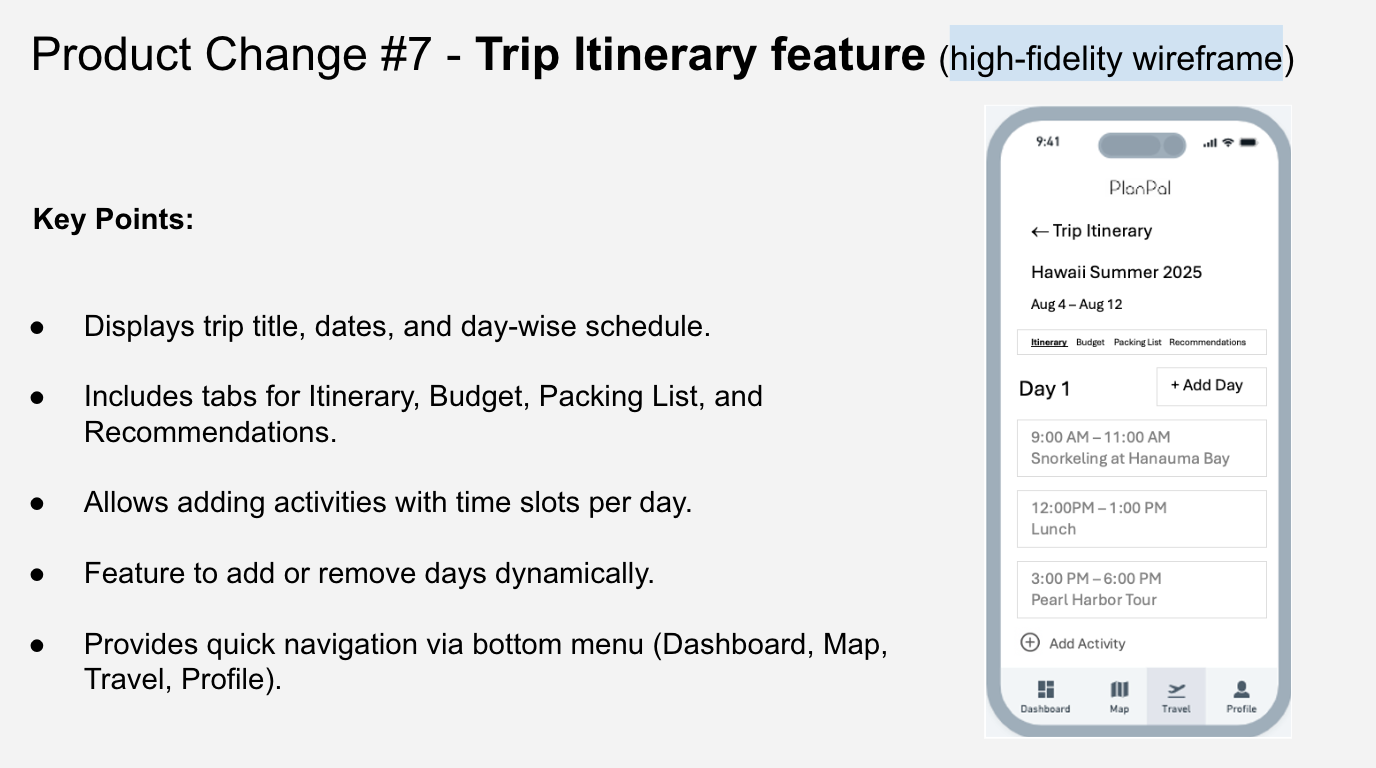 Product Change #7 - Trip Itinerary feature (high-fidelity wireframe)
Key Points:
● Displays trip title, dates, and day-wise schedule.
● Includes tabs for Itinerary, Budget, Packing List, and
Recommendations.
● Allows adding activities with time slots per day.
● Feature to add or remove days dynamically.
● Provides quick navigation via bottom menu (Dashboard, Map,
Travel, Profile).
9:41
PlanPal
← Trip Itinerary
Hawaii Summer 2025
Aug 4 – Aug 12
Itinerary Budget Packing List Recommendations
Day 1 + Add Day
9:00 AM – 11:00 AM
Snorkeling at Hanauma Bay
12:00PM – 1:00 PM
Lunch
3:00 PM – 6:00 PM
Pearl Harbor Tour
Add Activity
Dashboard Map Travel Profile